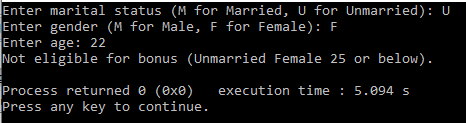 Enter marital status (M for Married, U for Unmarried): U
Enter gender (M for Male, F for Female): F
Enter age: 22
Not eligible for bonus (Unmarried Female 25 or below).
Process returned 0 (0x0)   execution time : 5.094 s
Press any key to continue.